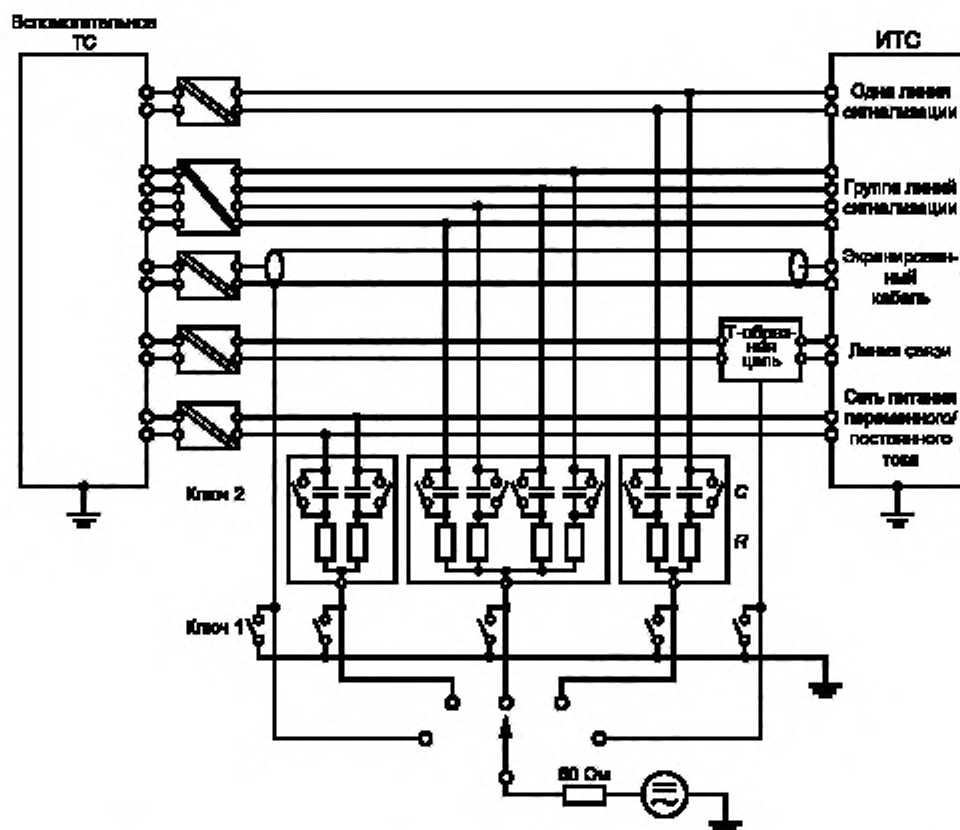 Вспомогательное
ТС
ИТС
Одна линия
сигнализации
Группа линий
сигнализации
Экранирован-
ный
кабель
Т-образ-
ная
цепь
Линия связи
Сеть питания
переменного/
постоянного
тока
Ключ 2
C
R
Ключ 1
50 Ом